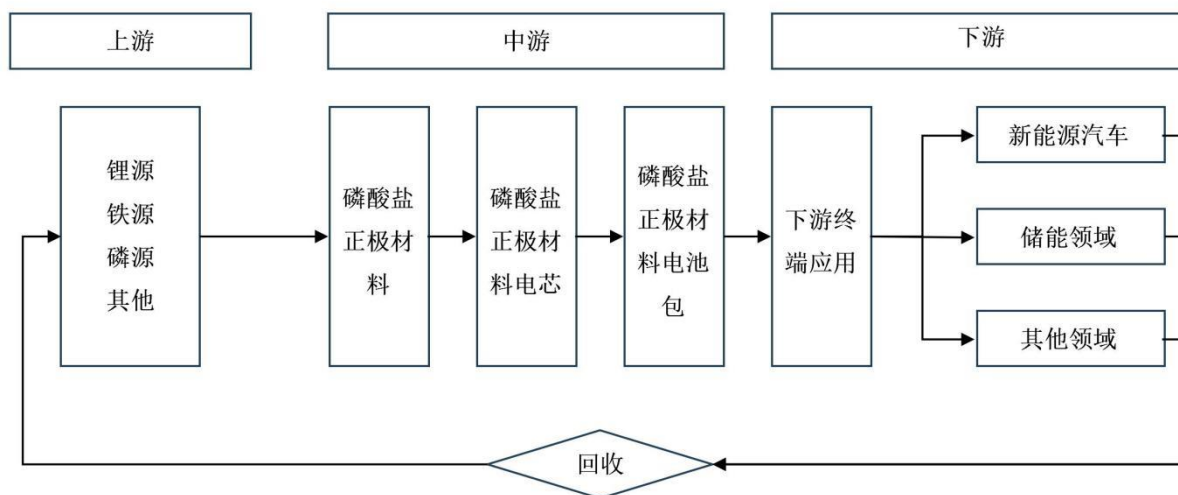 上游
中游
下游
锂源
铁源
磷源
其他
磷酸盐
正极材
料
磷酸盐
正极材
料电芯
磷酸盐
正极材
料电池
包
下游终
端应用
新能源汽车
储能领域
其他领域
回收